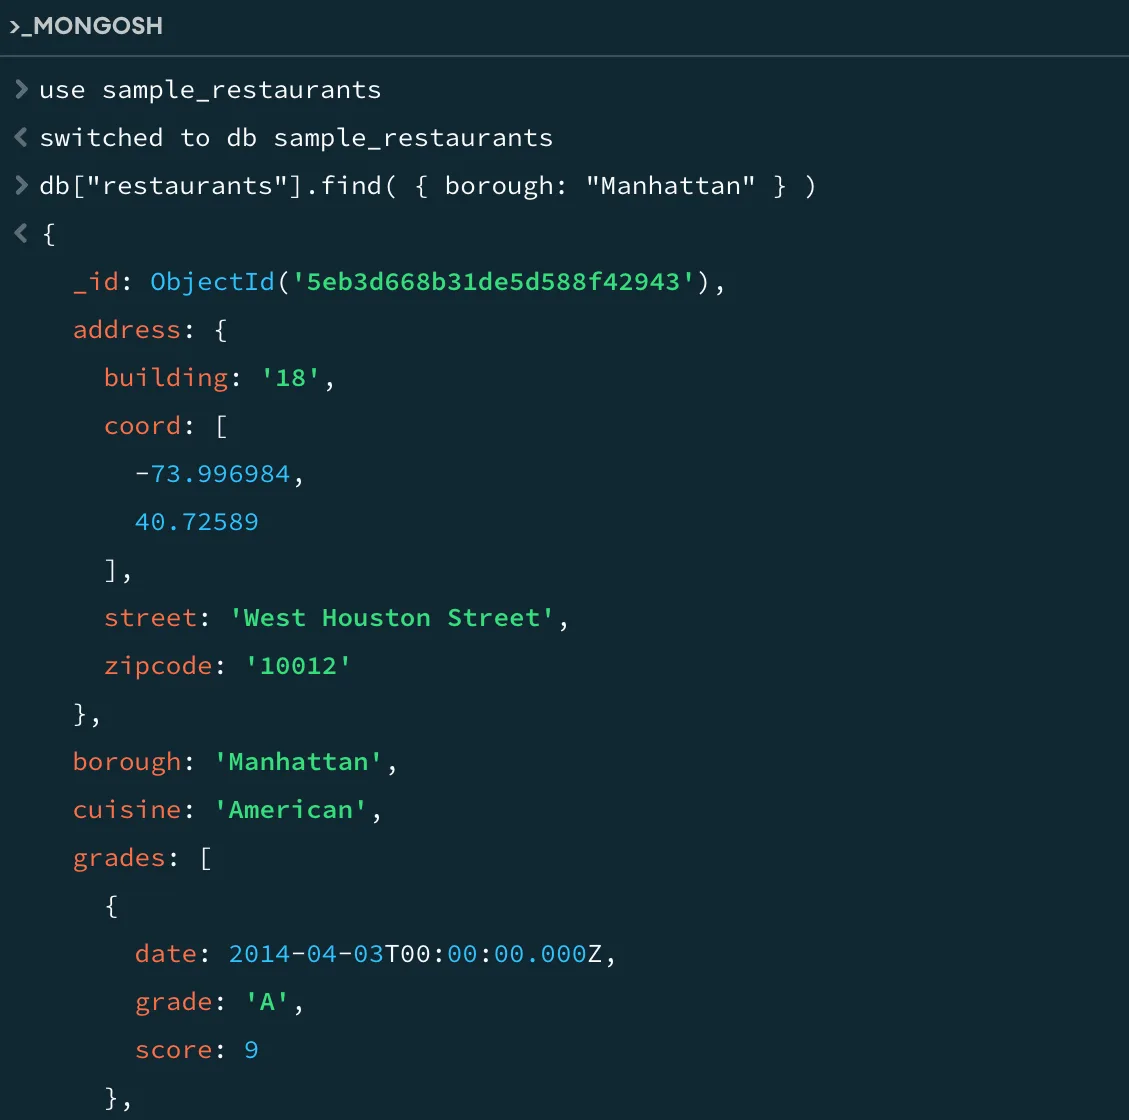 >_MONGOSH
> use sample_restaurants
< switched to db sample_restaurants
> db["restaurants"].find( { borough: "Manhattan" } )
< {
    _id: ObjectId('5eb3d668b31de5d588f42943'),
    address: {
      building: '18',
      coord: [
        -73.996984,
        40.72589
      ],
      street: 'West Houston Street',
      zipcode: '10012'
    },
    borough: 'Manhattan',
    cuisine: 'American',
    grades: [
      {
        date: 2014-04-03T00:00:00.000Z,
        grade: 'A',
        score: 9
      },